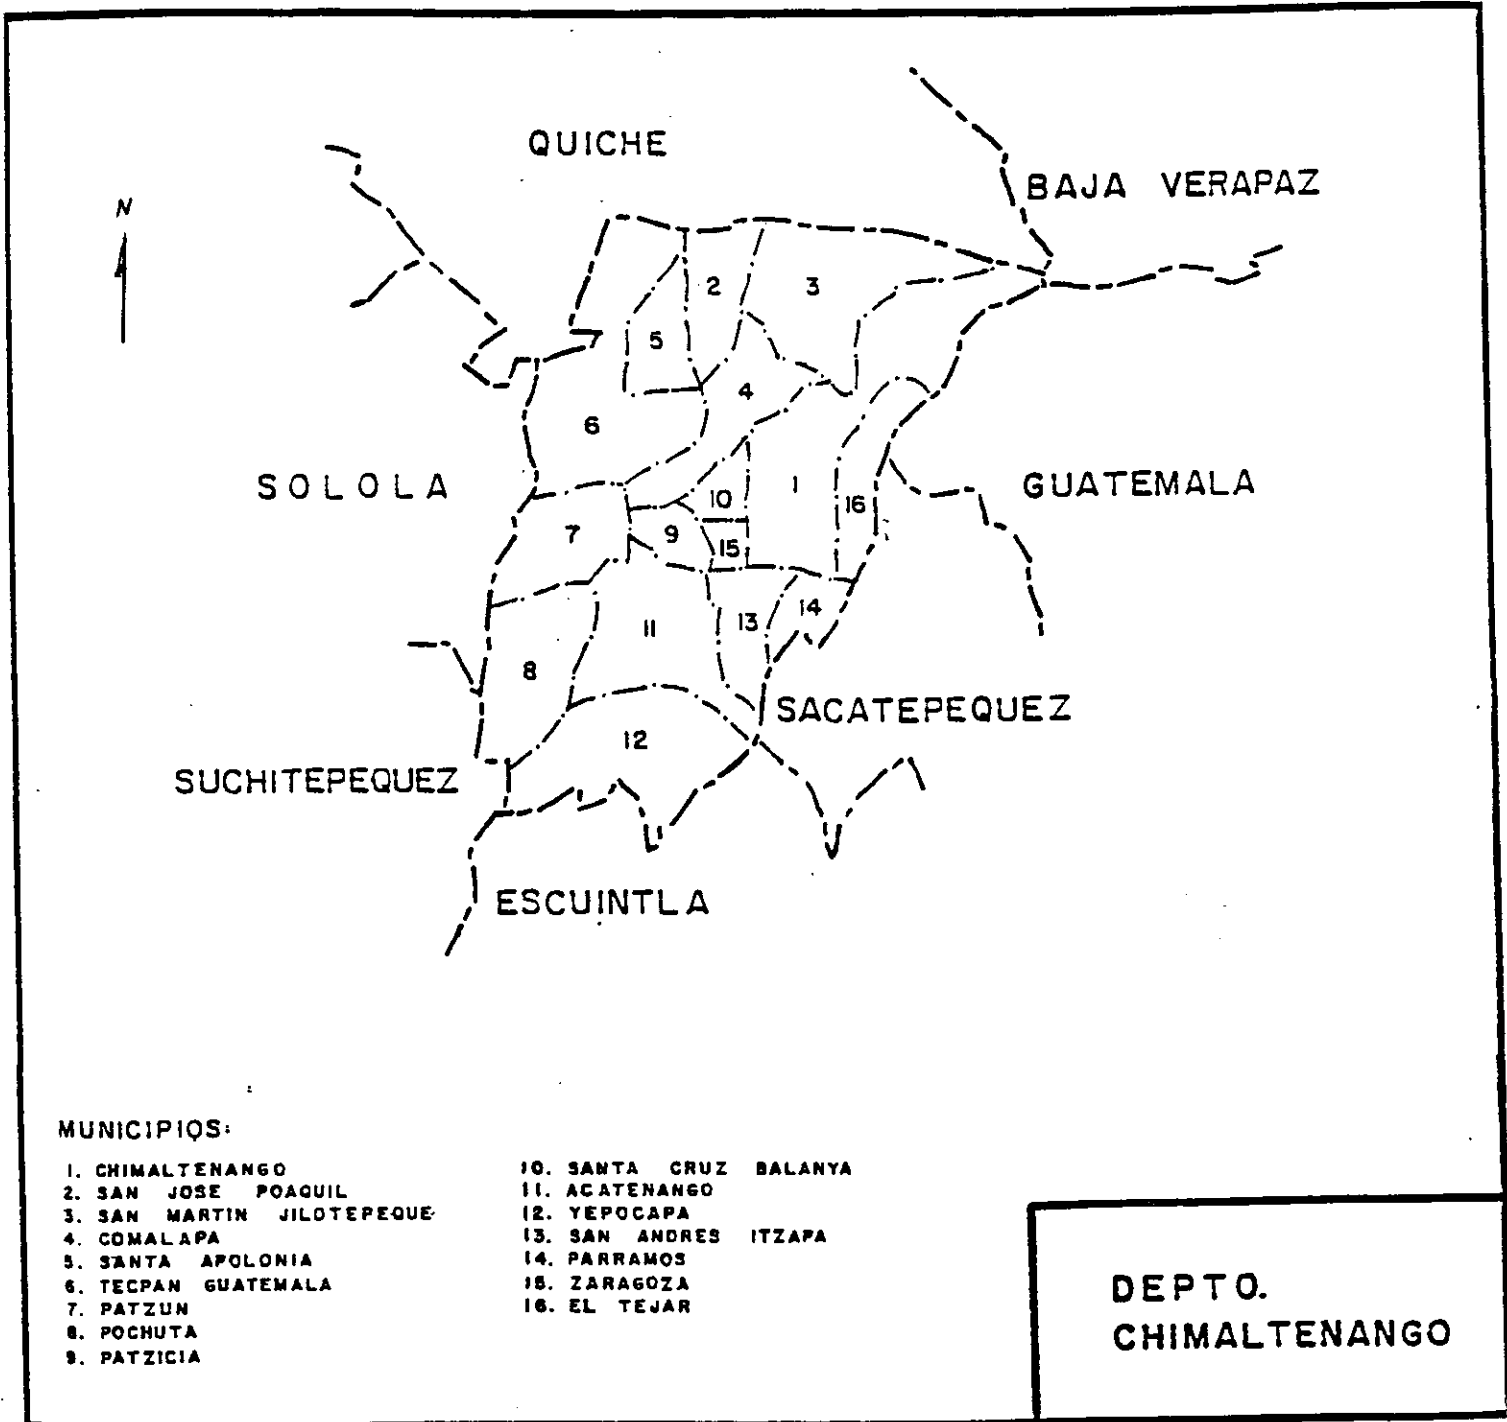 QUICHE
BAJA VERAPAZ
N
2
3
5
4
6
SOLOLA
10
1
16
GUATEMALA
7
9
15
14
13
11
8
SACATEPEQUEZ
12
SUCHITEPEQUEZ
ESCUINTLA
MUNICIPIOS:
1. CHIMALTENANGO
2. SAN JOSE POAQUIL
3. SAN MARTIN JILOTEPEQUE
4. COMALAPA
5. SANTA APOLONIA
6. TECPAN GUATEMALA
7. PATZUN
8. POCHUTA
9. PATZICIA
10. SANTA CRUZ BALANYA
11. ACATENANGO
12. YEPOCAPA
13. SAN ANDRES ITZAPA
14. PARRAMOS
15. ZARAGOZA
16. EL TEJAR
DEPTO.
CHIMALTENANGO